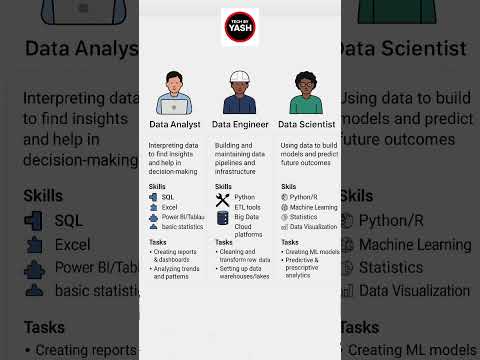 TECH BY
YASH
Data Analyst
Interpreting data
to find insights
and help in
decision-making
Skills
SQL
Excel
Power BI/Tablau
basic statistics
Tasks
• Creating reports
& dashboards
• Analyzing trends
and patterns
Data Engineer
Building and
maintaining data
pipelines and
infrastructure
Skills
Python
ETL tools
Big Data
Cloud
platforms
Tasks
• Cleaning and
transform row data
• Setting up data
warehouses/lakes
Data Scientist
Using data to build
models and predict
future outcomes
Skils
Python/R
Machine Learning
Statistics
Data Visualization
Tasks
• Creating ML models
• Predictive &
prescriptive
analytics
Data Analyst
Interpreting data
to find insights
and help in
decision-making
Skills
SQL
Excel
Power BI/Tabl
basic statistic
Tasks
• Creating reports
Data Scientist
Using data to build
models and predict
future outcomes
Python/R
Machine Learning
Statistics
Data Visualization
Tasks
• Creating ML models